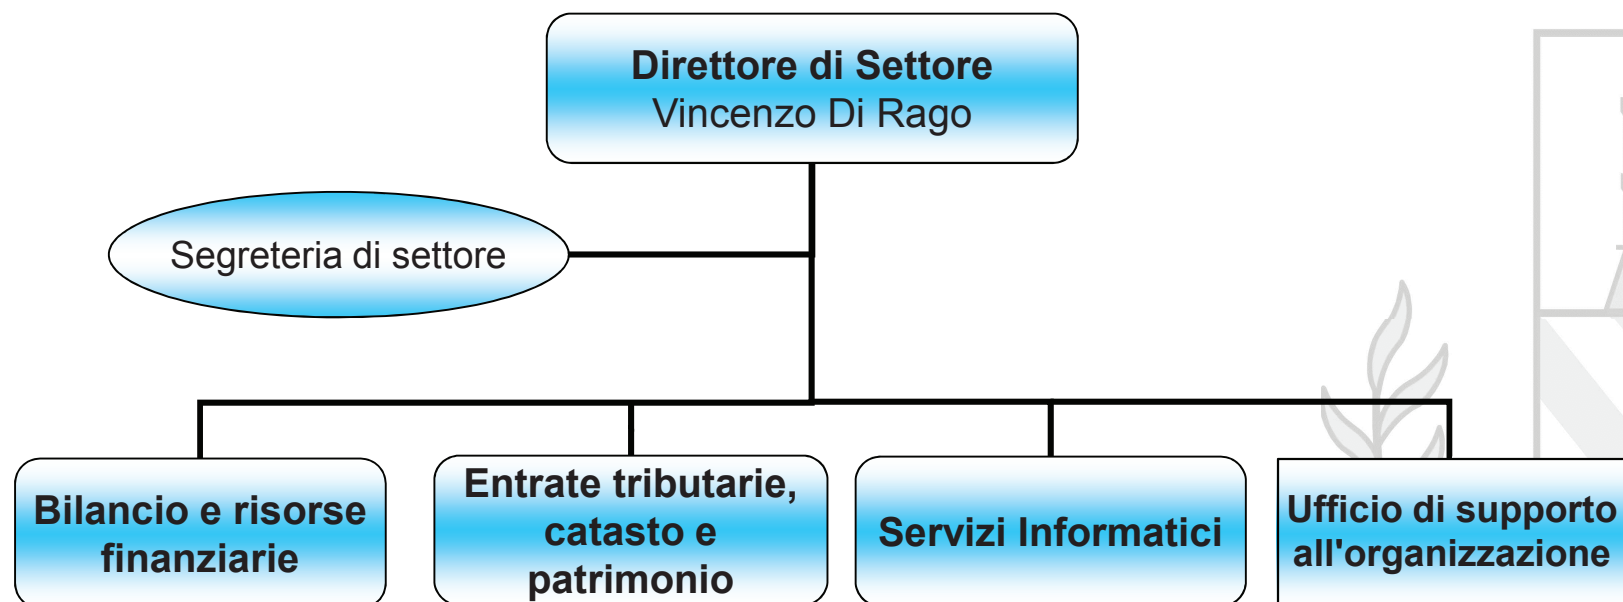 Direttore di Settore
Vincenzo Di Rago
Segreteria di settore
Bilancio e risorse
finanziarie
Entrate tributarie,
catasto e
patrimonio
Servizi Informatici
Ufficio di supporto
all'organizzazione